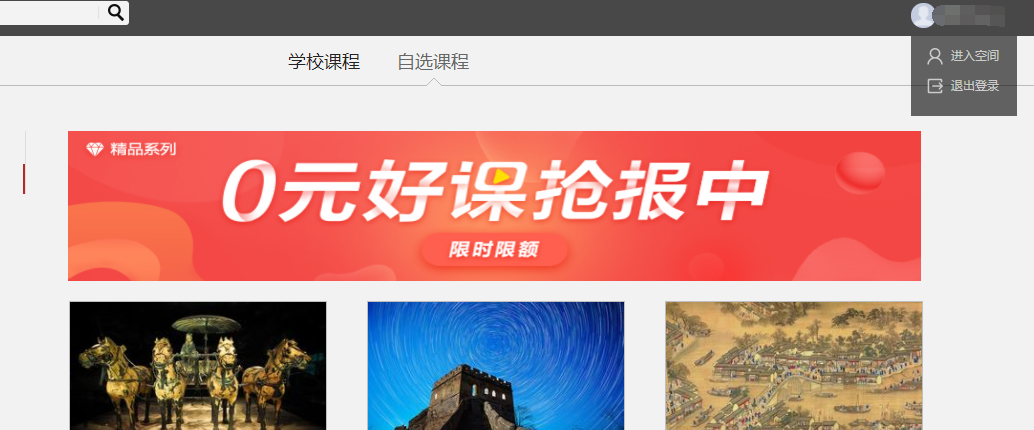 进入空间
退出登录
学校课程
自选课程
精品系列
0元好课抢报中
限时限额